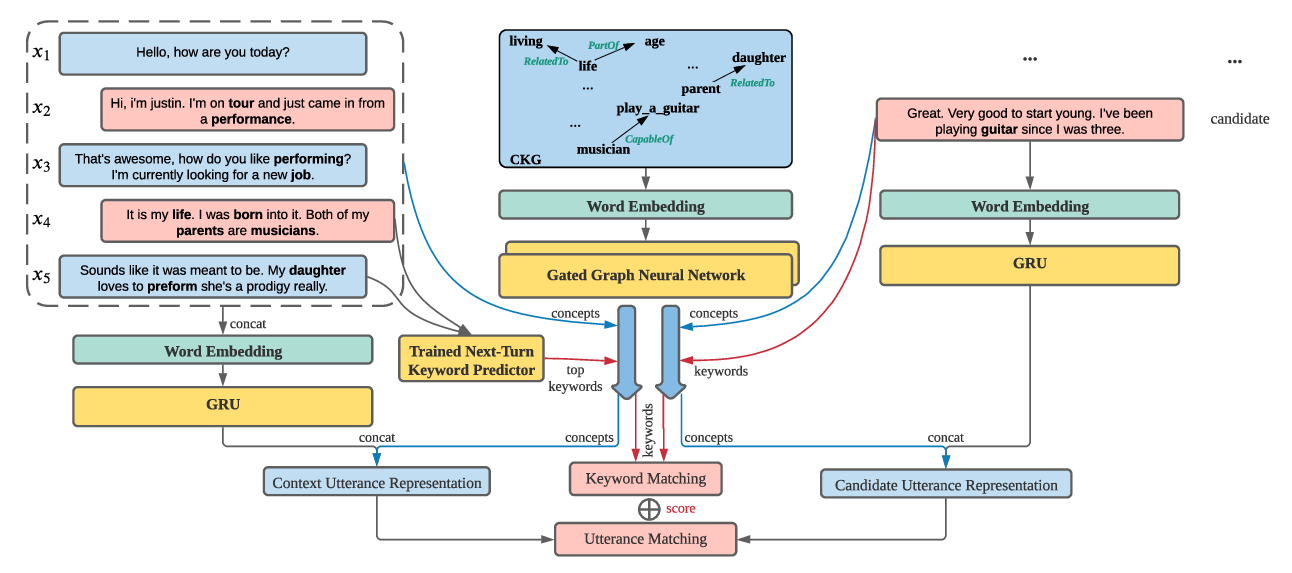 x1
Hello, how are you today?
x2
Hi, i'm justin. I'm on tour and just came in from
a performance.
x3
That's awesome, how do you like performing?
I'm currently looking for a new job.
x4
It is my life. I was born into it. Both of my
parents are musicians.
x5
Sounds like it was meant to be. My daughter
loves to preform she's a prodigy really.
concat
Word Embedding
GRU
Trained Next-Turn
Keyword Predictor
living
PartOf
age
RelatedTo
life
...
daughter
...
parent
RelatedTo
play_a_guitar
...
CapableOf
musician
CKG
Word Embedding
Gated Graph Neural Network
concepts
concepts
top
keywords
keywords
...
...
Great. Very good to start young. I've been
playing guitar since I was three.
candidate
Word Embedding
GRU
concat
concepts
keywords
concepts
concat
Context Utterance Representation
Keyword Matching
Candidate Utterance Representation
score
Utterance Matching